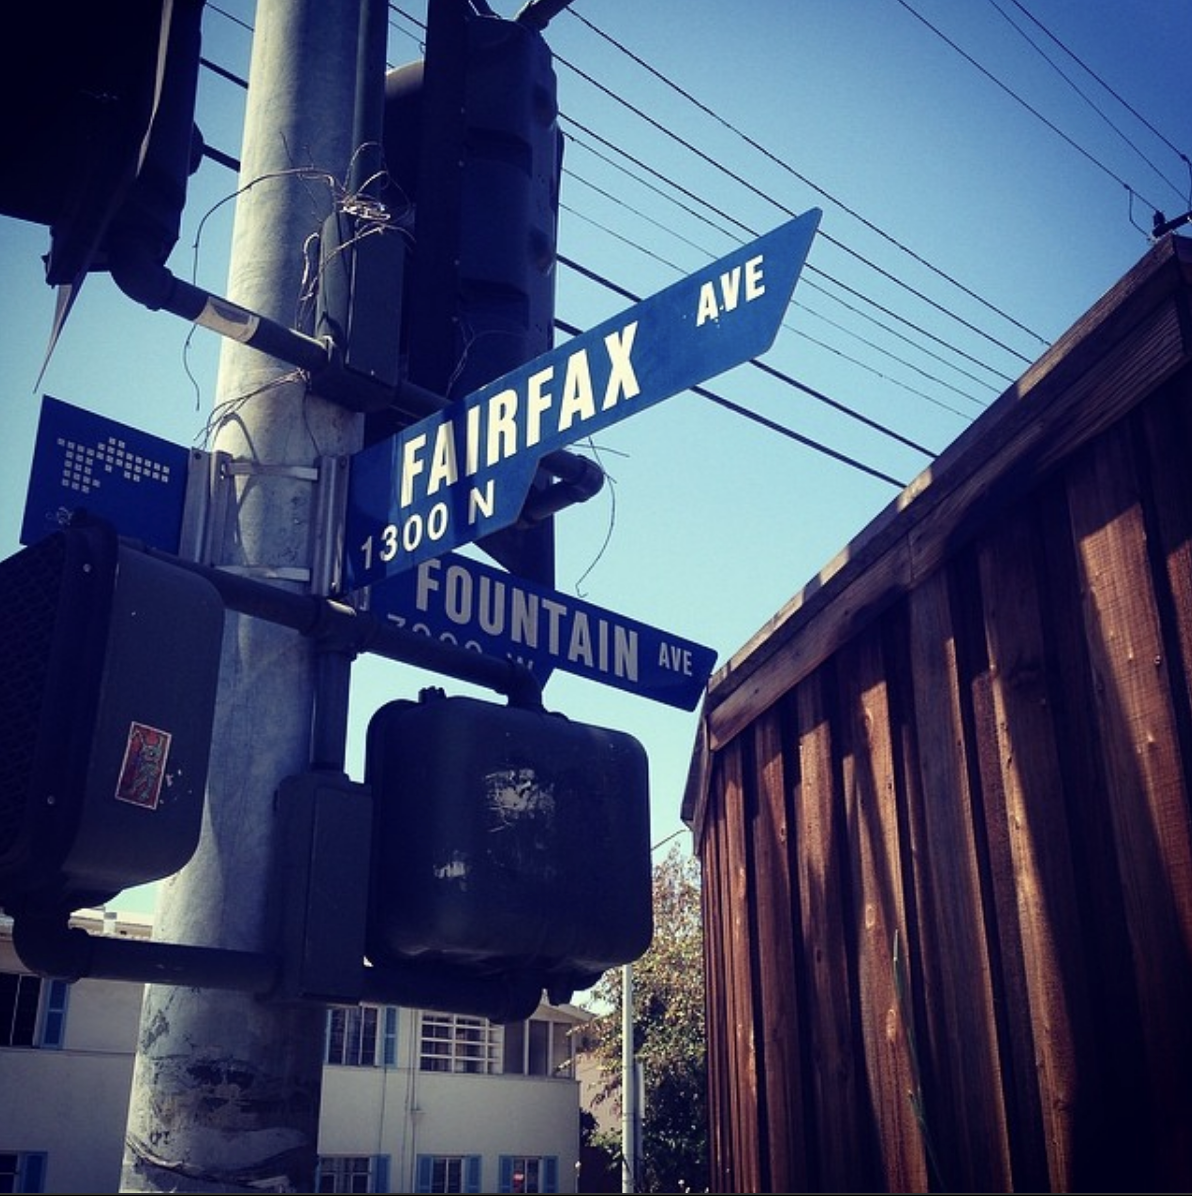 FAIRFAX AVE
1300 N
FOUNTAIN AVE
W